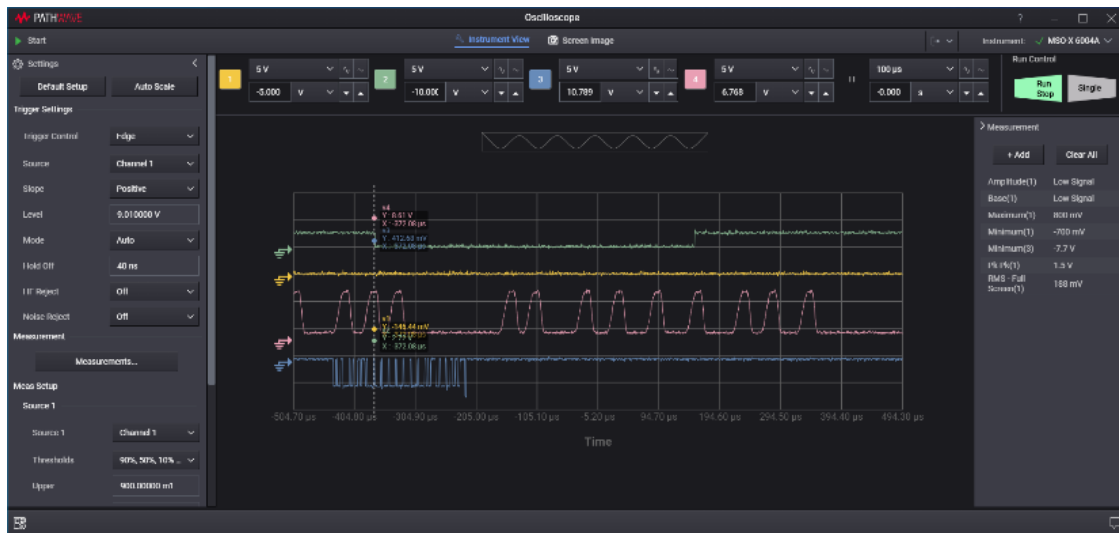 PATHWAVE
Oscilloscope
?
Start
Instrument View
Screen Image
Instrument:
MSO X 6004A
Settings
Default Setup
Auto Scale
Trigger Settings
Trigger Control
Edge
Source
Channel 1
Slope
Positive
Level
9.010000 V
Mode
Auto
Hold Off
40 ns
HF Reject
Off
Noise Reject
Off
Measurement
Measurements...
Meas Setup
Source 1
Source 1
Channel 1
Thresholds
90%, 50%, 10% ...
Upper
1
5 V
-5.000
V
2
5 V
V
3
5 V
10.789
V
4
5 V
6.768
V
H
100 µs
-0.000
s
Run Control
Run
Stop
Single
Measurement
+ Add
Clear All
Amplitude(1)
Low Signal
Base(1)
Low Signal
Maximum(1)
800 mV
Minimum(1)
-700 mV
Minimum(3)
-7.7 V
Pk-Pk(1)
1.5 V
RMS - Full
Screen(1)
188 mV
-504.70 µs
-404.80 µs
-304.90 µs
-205.00 µs
-105.10 µs
-5.20 µs
94.70 µs
194.60 µs
294.50 µs
394.40 µs
494.30 µs
Time